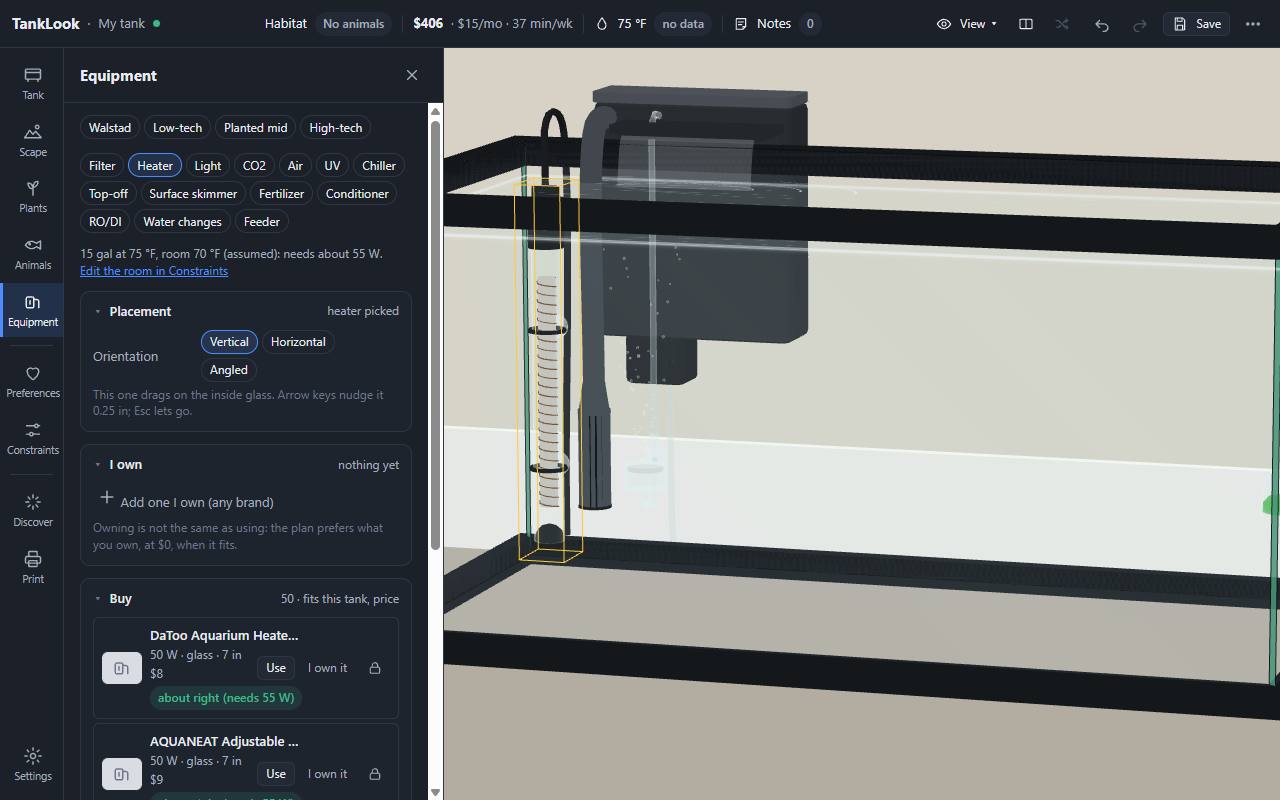 TankLook · My tank
Habitat No animals $406 · $15/mo · 37 min/wk 75 °F no data Notes 0 View Save
Tank
Scape
Plants
Animals
Equipment
Preferences
Constraints
Discover
Print
Settings
Equipment
Walstad Low-tech Planted mid High-tech
Filter Heater Light CO2 Air UV Chiller
Top-off Surface skimmer Fertilizer Conditioner
RO/DI Water changes Feeder
15 gal at 75 °F, room 70 °F (assumed): needs about 55 W.
Edit the room in Constraints
Placement heater picked
Orientation Vertical Horizontal
Angled
This one drags on the inside glass. Arrow keys nudge it
0.25 in; Esc lets go.
I own nothing yet
Add one I own (any brand)
Owning is not the same as using: the plan prefers what
you own, at $0, when it fits.
Buy 50 · fits this tank, price
DaToo Aquarium Heate...
50 W · glass · 7 in
$8
Use I own it
about right (needs 55 W)
AQUANEAT Adjustable ...
50 W · glass · 7 in
$9
Use I own it